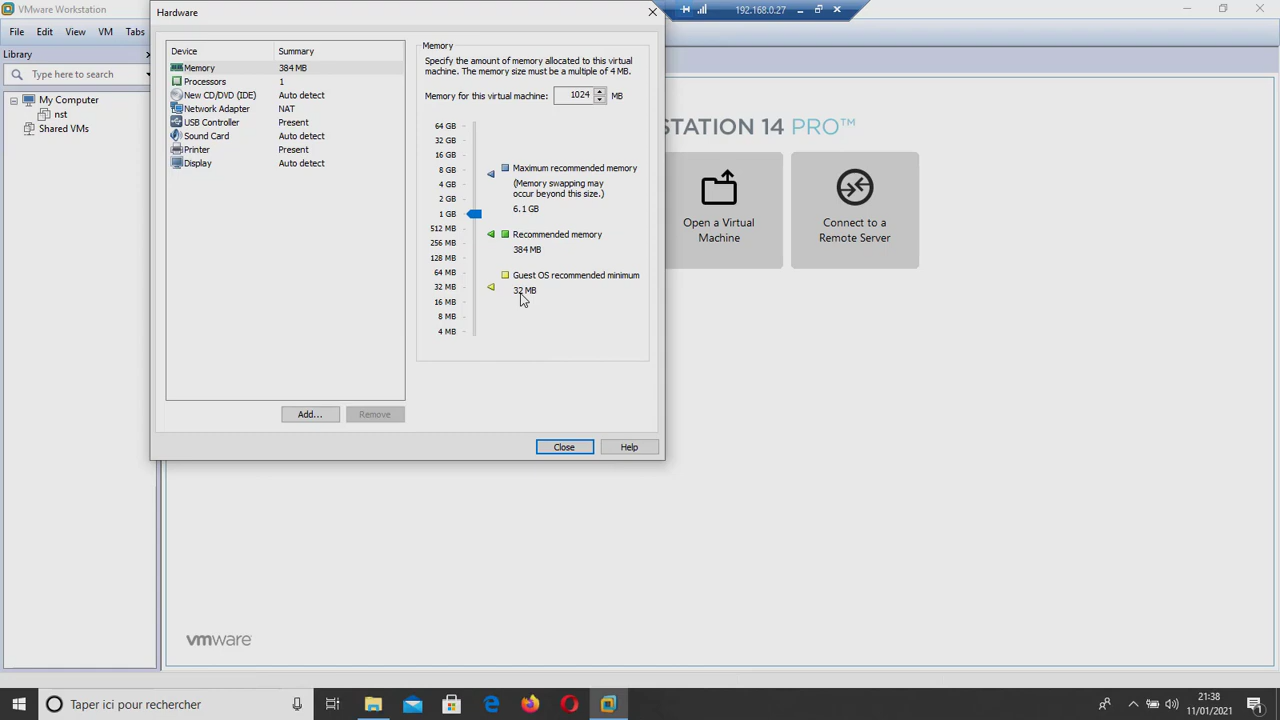 VMware Workstation
Hardware
192.168.0.27
File Edit View VM Tabs
Library
Type here to search
My Computer
nst
Shared VMs
Device Summary
Memory 384 MB
Processors 1
New CD/DVD (IDE) Auto detect
Network Adapter NAT
USB Controller Present
Sound Card Auto detect
Printer Present
Display Auto detect
Add...
Remove
Memory
Specify the amount of memory allocated to this virtual
machine. The memory size must be a multiple of 4 MB.
Memory for this virtual machine: 1024 MB
64 GB
32 GB
16 GB
8 GB
4 GB
2 GB
1 GB
512 MB
256 MB
128 MB
64 MB
32 MB
16 MB
8 MB
4 MB
Maximum recommended memory
(Memory swapping may
occur beyond this size.)
6.1 GB
Recommended memory
384 MB
Guest OS recommended minimum
32 MB
Close
Help
STATION 14 PRO™
Open a Virtual
Machine
Connect to a
Remote Server
vmware
Taper ici pour rechercher
21:38
11/01/2021